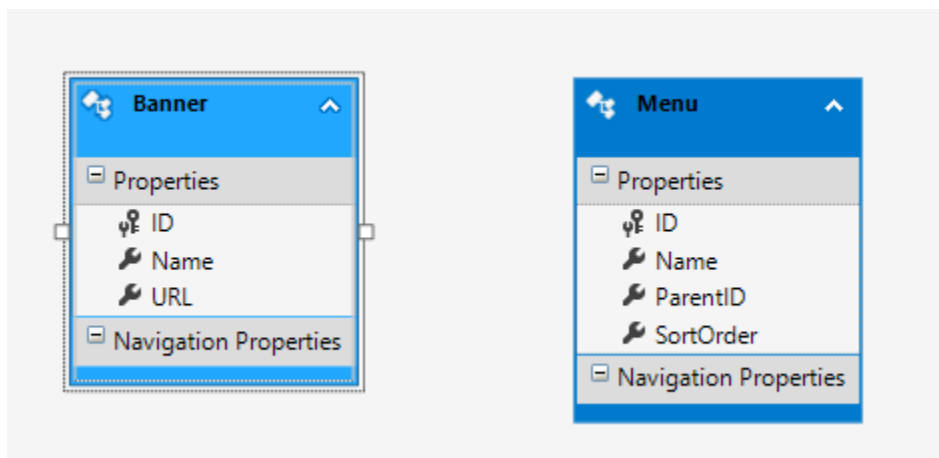 Banner
Properties
ID
Name
URL
Navigation Properties
Menu
Properties
ID
Name
ParentID
SortOrder
Navigation Properties